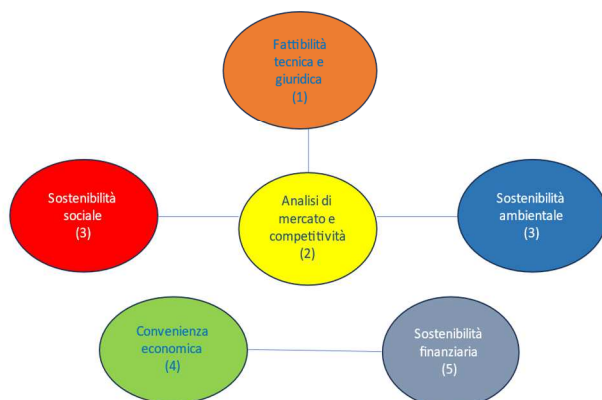 Fattibilità
tecnica e
giuridica
(1)
Sostenibilità
sociale
(3)
Analisi di
mercato e
competitività
(2)
Sostenibilità
ambientale
(3)
Convenienza
economica
(4)
Sostenibilità
finanziaria
(5)